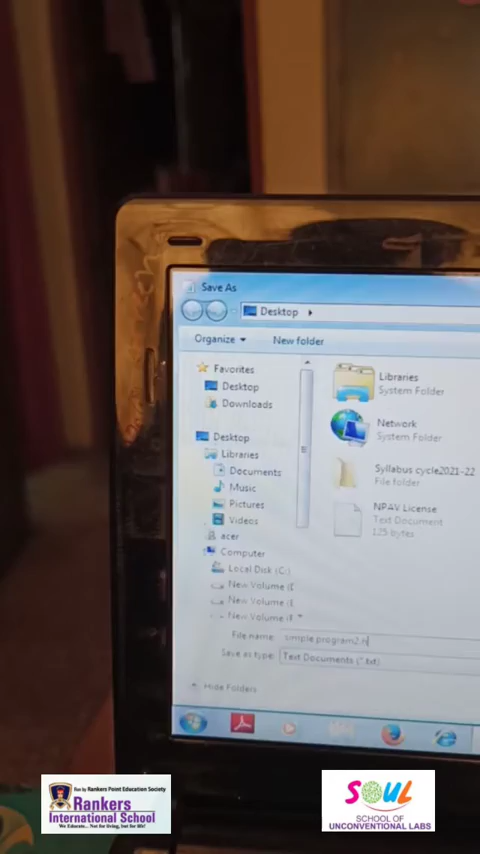 Save As
Desktop
Organize
New folder
Favorites
Desktop
Downloads
Desktop
Libraries
Documents
Music
Pictures
Videos
acer
Computer
Local Disk (C:)
New Volume (
New Volume (
New Volume (
Libraries
System Folder
Network
System Folder
Syllabus cycle2021-22
File folder
NPAV License
Text Document
125 bytes
File name: simple program2.
Save as type: Text Documents (*.txt)
Hide Folders
Run by Rankers Point Education Society
Rankers
International School
We Educate... Not for living, but for life!
SOUL
SCHOOL OF
UNCONVENTIONAL LABS